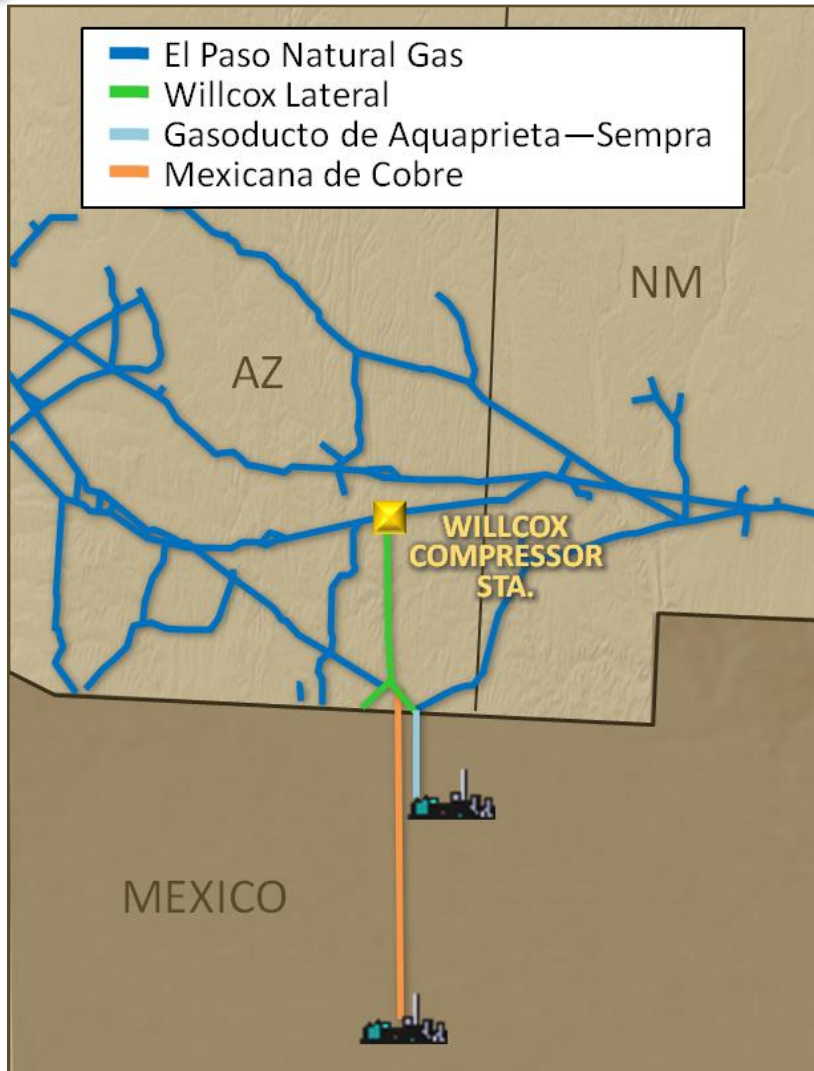 El Paso Natural Gas
Willcox Lateral
Gasoducto de Aquaprieta—Sempra
Mexicana de Cobre
NM
AZ
WILLCOX
COMPRESSOR
STA.
MEXICO